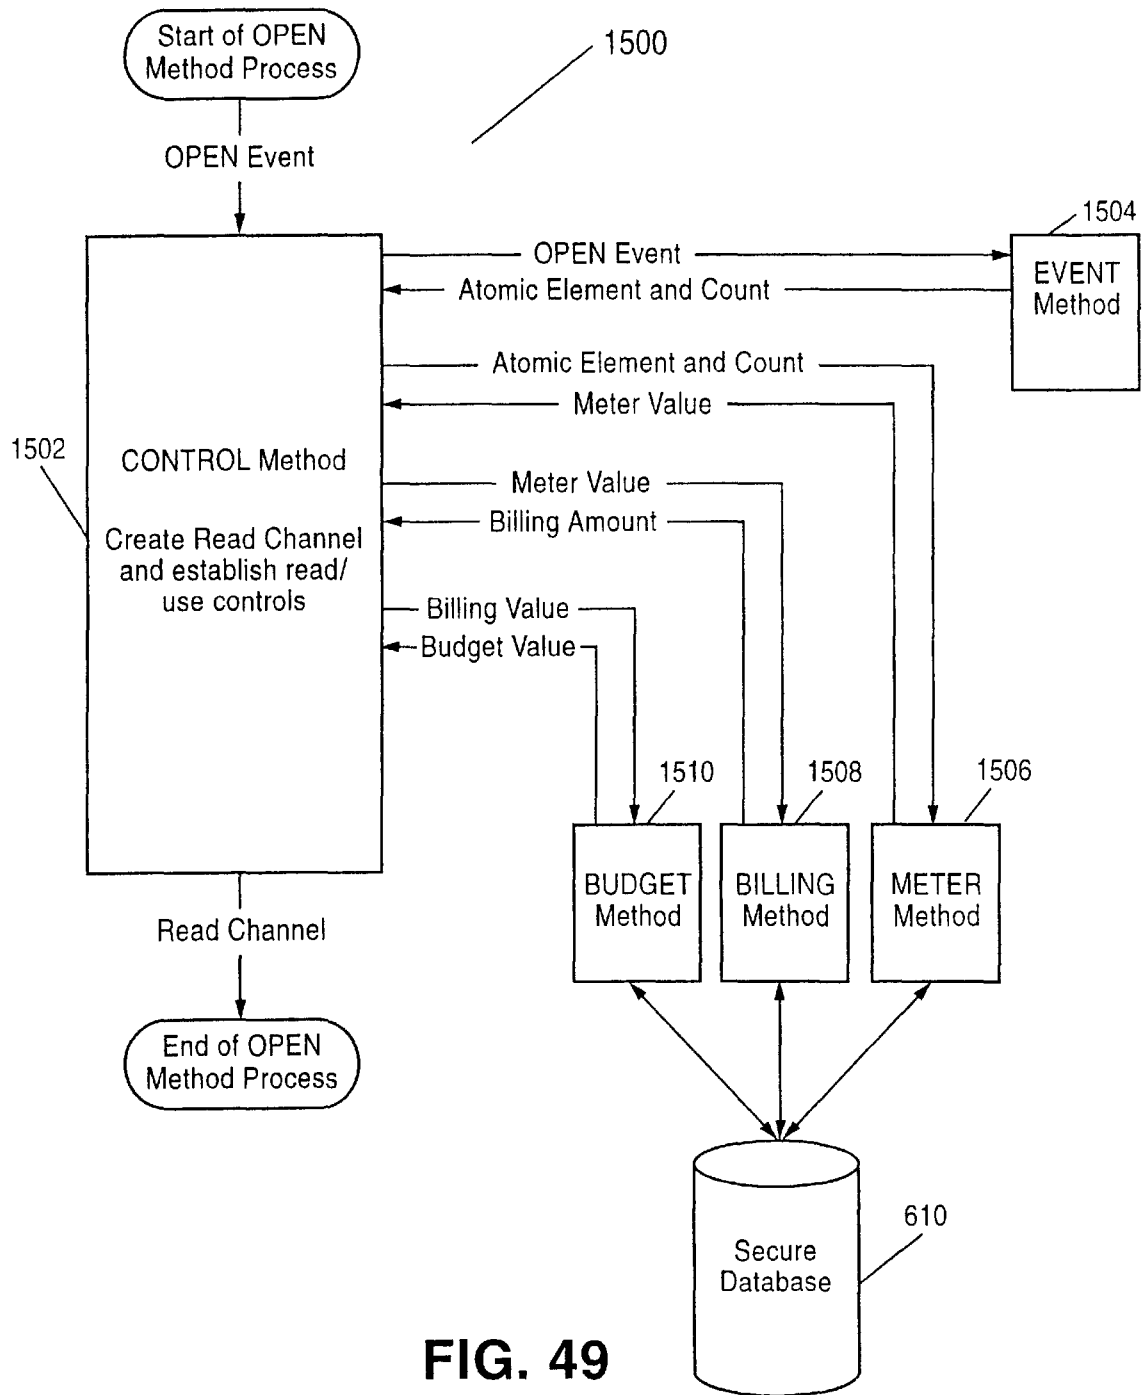 Start of OPEN
Method Process
1500
OPEN Event
1504
OPEN Event
EVENT
Method
Atomic Element and Count
Atomic Element and Count
Meter Value
1502
CONTROL Method
Meter Value
Billing Amount
Create Read Channel
and establish read/
use controls
Billing Value
Budget Value
1510
1508
1506
BUDGET
Method
BILLING
Method
METER
Method
Read Channel
End of OPEN
Method Process
610
Secure
Database
FIG. 49